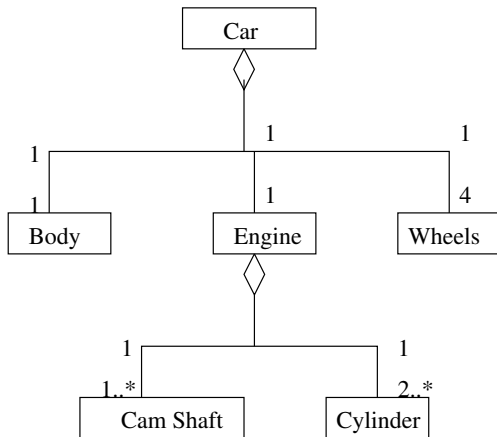 Car
1 1 1
1 1 4
Body Engine Wheels
1 1
1..* 2..*
Cam Shaft Cylinder